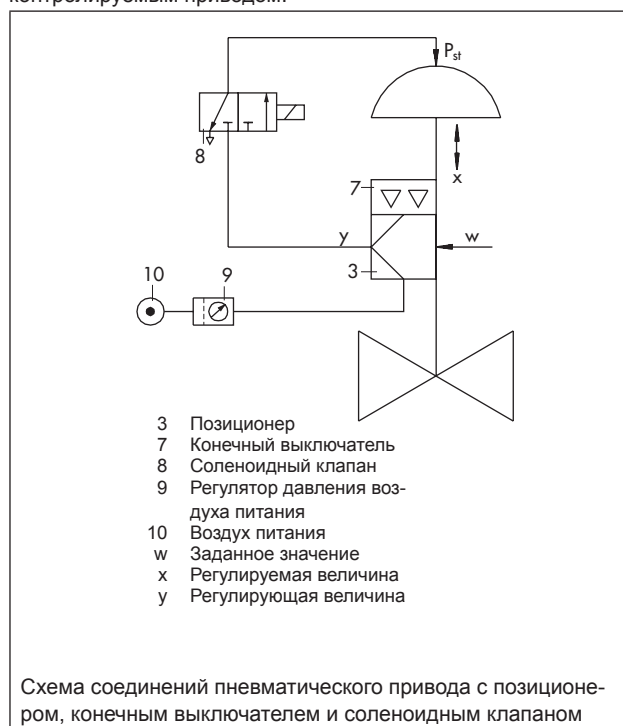 контролируемым приводом.
P st
8
7
x
y
w
3
10
9
3 Позиционер
7 Конечный выключатель
8 Соленоидный клапан
9 Регулятор давления воз-
духа питания
10 Воздух питания
w Заданное значение
x Регулируемая величина
y Регулирующая величина
Схема соединений пневматического привода с позиционе-
ром, конечным выключателем и соленоидным клапаном